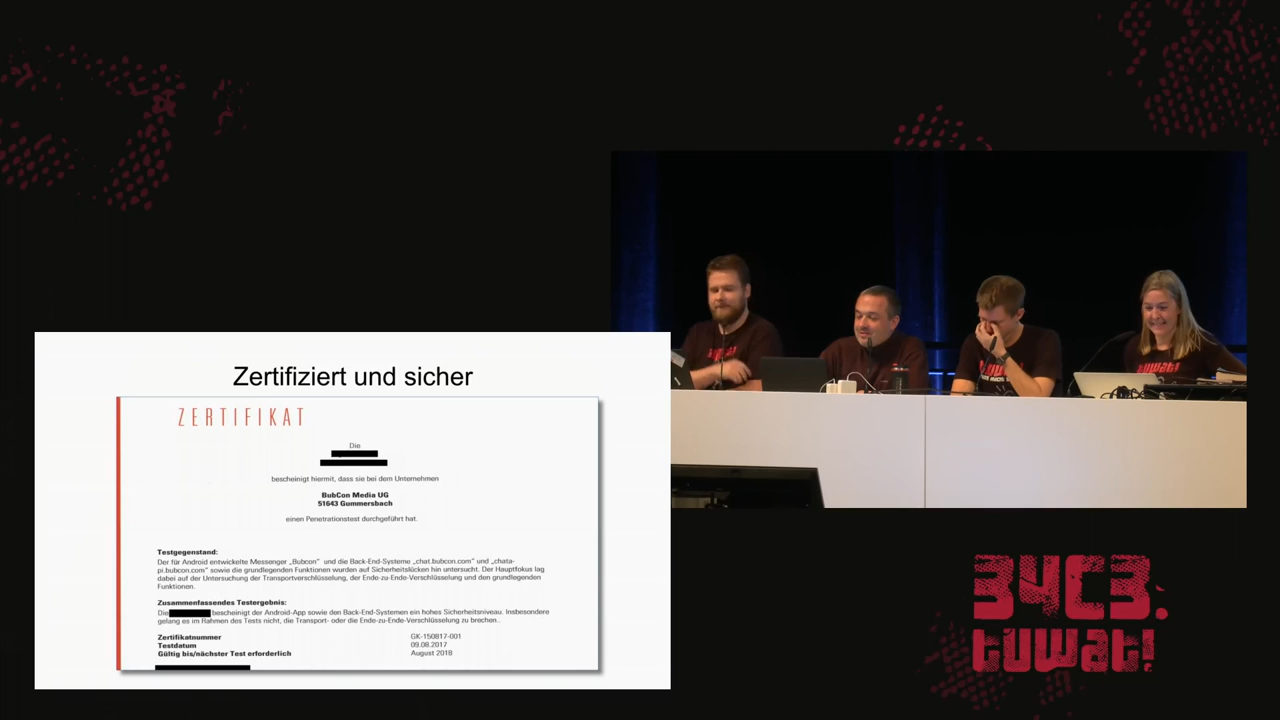 Zertifiziert und sicher
ZERTIFIKAT
Die
bescheinigt hiermit, dass sie bei dem Unternehmen
BubCon Media UG
51643 Gummersbach
einen Penetrationstest durchgeführt hat.
Testgegenstand:
Der für Android entwickelte Messenger „Bubcon" und die Back-End-Systeme „chat.bubcon.com" und „chata-
pi.bubcon.com" sowie die grundlegenden Funktionen wurden auf Sicherheitslücken hin untersucht. Der Hauptfokus lag
dabei auf der Untersuchung der Transportverschlüsselung, der Ende-zu-Ende-Verschlüsselung und den grundlegenden
Funktionen.
Zusammenfassendes Testergebnis:
Die bescheinigt der Android-App sowie den Back-End-Systemen ein hohes Sicherheitsniveau. Insbesondere
gelang es im Rahmen des Tests nicht, die Transport- oder die Ende-zu-Ende-Verschlüsselung zu brechen..
Zertifikatnummer GK-150817-001
Testdatum 09.08.2017
Gültig bis/nächster Test erforderlich August 2018
tuwat!
34C3.
tuwat!